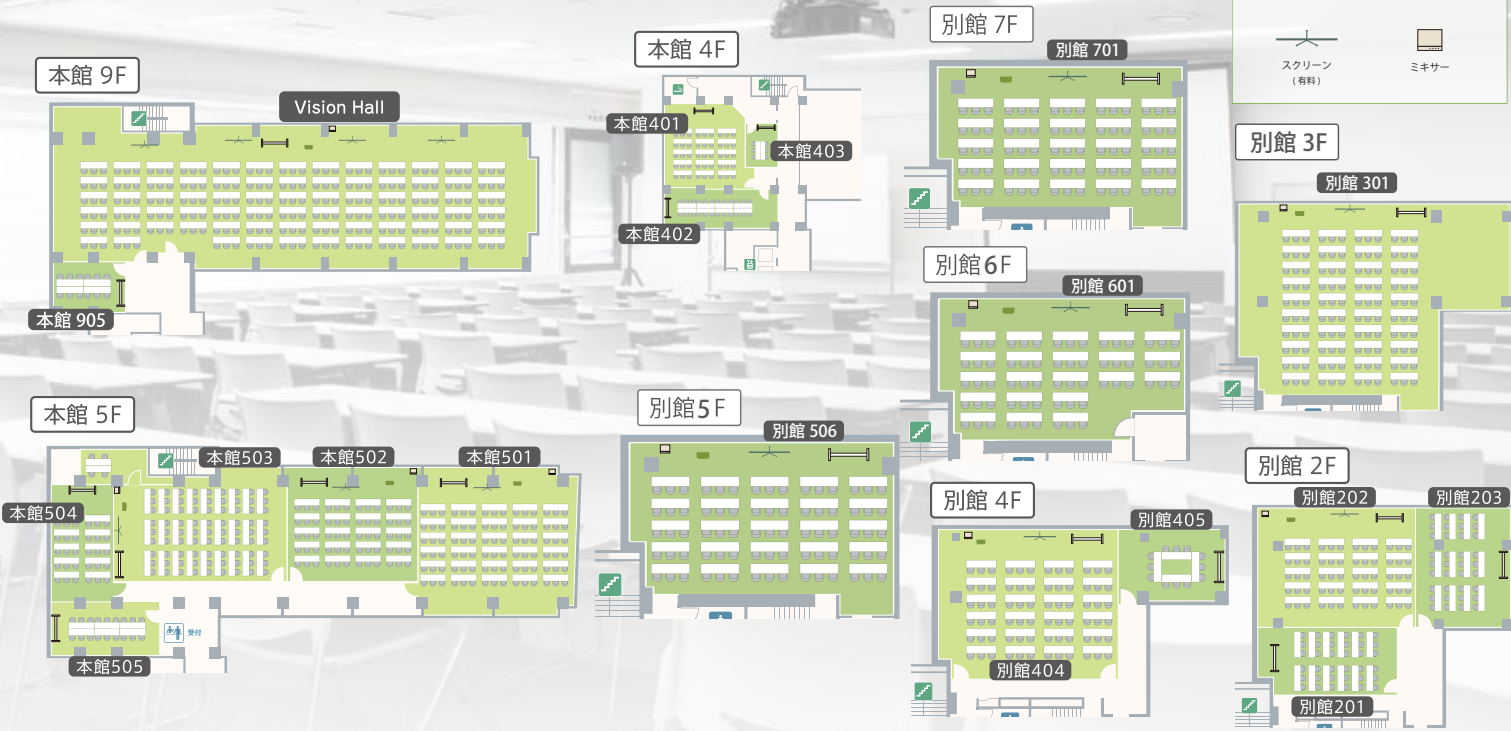 本館 9F
Vision Hall
本館 905
本館 4F
本館401
本館403
本館402
別館 7F
別館 701
スクリーン
(有料)
ミキサー
別館 3F
別館 301
別館6F
別館 601
本館 5F
本館503
本館502
本館501
本館504
受付
本館505
別館5F
別館 506
別館 4F
別館405
別館404
別館 2F
別館202
別館203
別館201